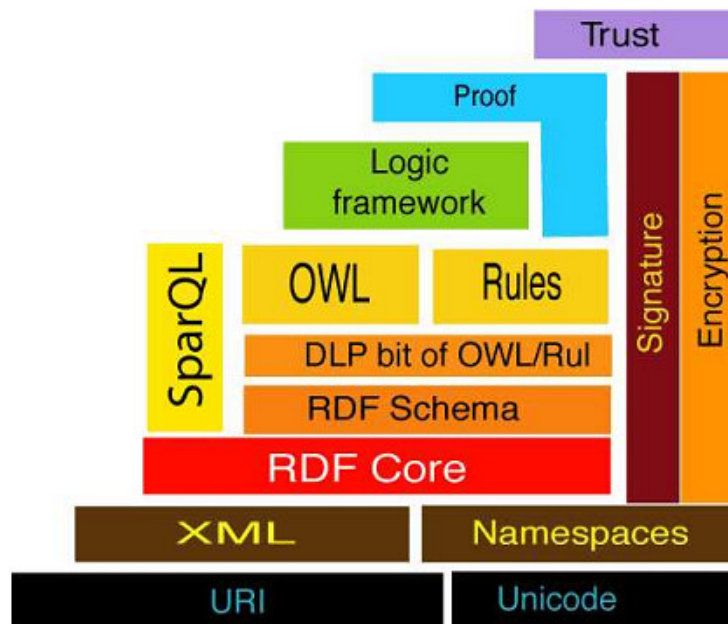 Trust
Proof
Logic
framework
SparQL
OWL
Rules
Signature
Encryption
DLP bit of OWL/Rul
RDF Schema
RDF Core
XML
Namespaces
URI
Unicode